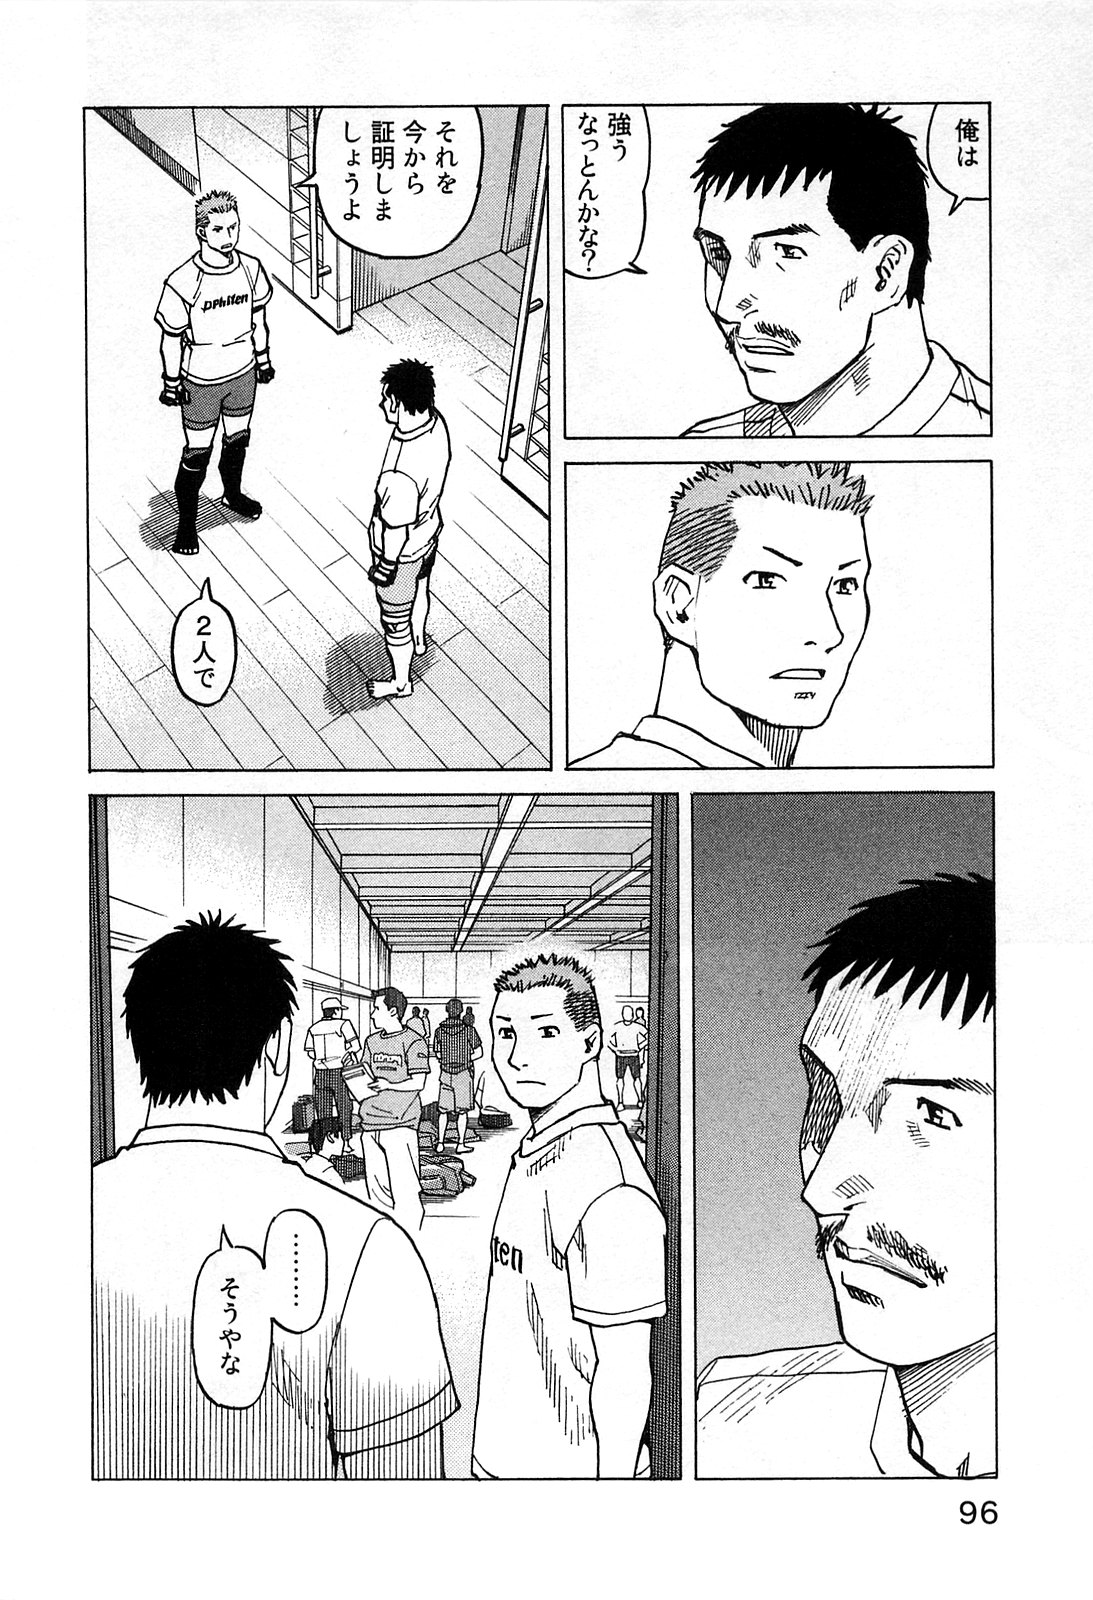 俺は
強う
なっとんかな?
それを
今から
証明しま
しょうよ
Phiten
2人で
………
そうやな
ten
96